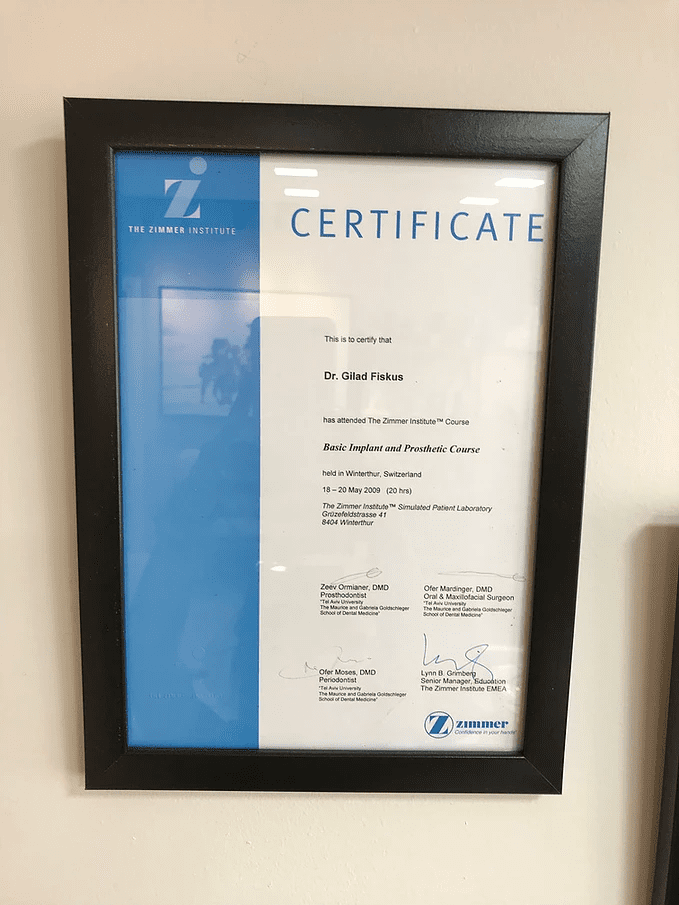 Z
THE ZIMMER INSTITUTE
CERTIFICATE
This is to certify that
Dr. Gilad Fiskus
has attended The Zimmer Institute™ Course
Basic Implant and Prosthetic Course
held in Winterthur, Switzerland
18 – 20 May 2009 (20 hrs)
The Zimmer Institute™ Simulated Patient Laboratory
Grüzefeldstrasse 41
8404 Winterthur
Zeev Ormianer, DMD
Prosthodontist
"Tel Aviv University
The Maurice and Gabriela Goldschleger
School of Dental Medicine"
Ofer Mardinger, DMD
Oral & Maxillofacial Surgeon
"Tel Aviv University
The Maurice and Gabriela Goldschleger
School of Dental Medicine"
Ofer Moses, DMD
Periodontist
"Tel Aviv University
The Maurice and Gabriela Goldschleger
School of Dental Medicine"
Lynn B. Grimberg
Senior Manager, Education
The Zimmer Institute EMEA
Z zimmer
Confidence in your hands